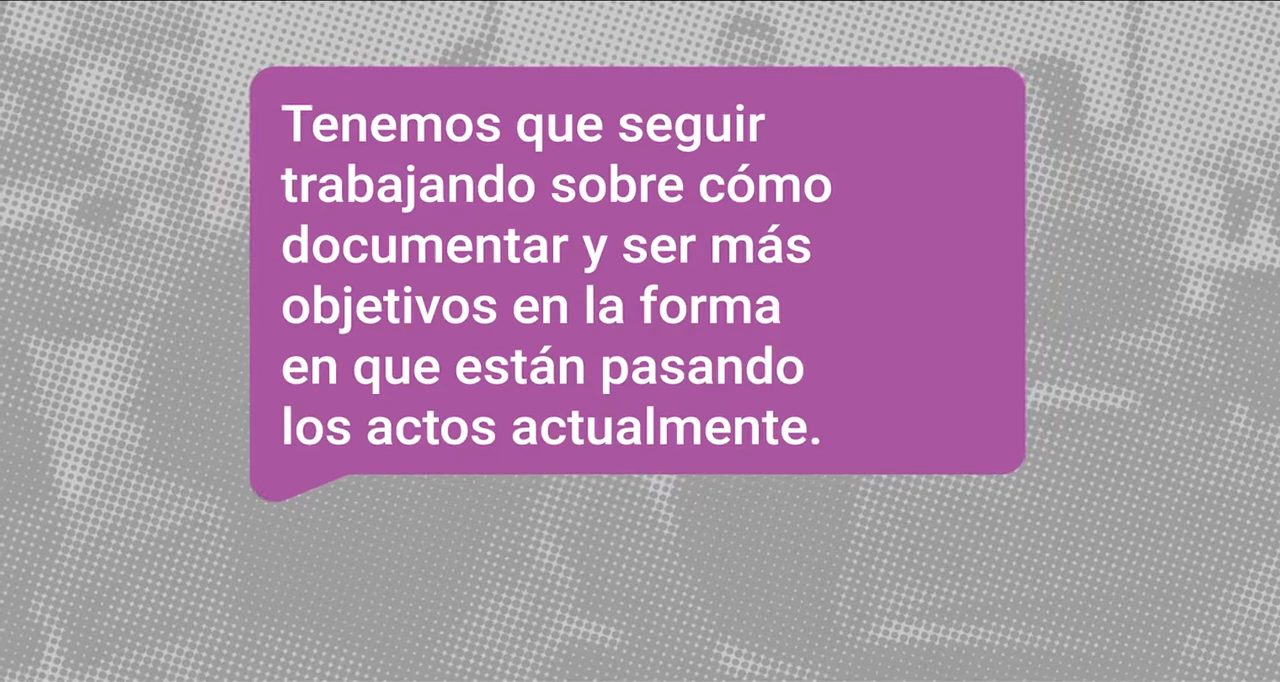 Tenemos que seguir
trabajando sobre cómo
documentar y ser más
objetivos en la forma
en que están pasando
los actos actualmente.